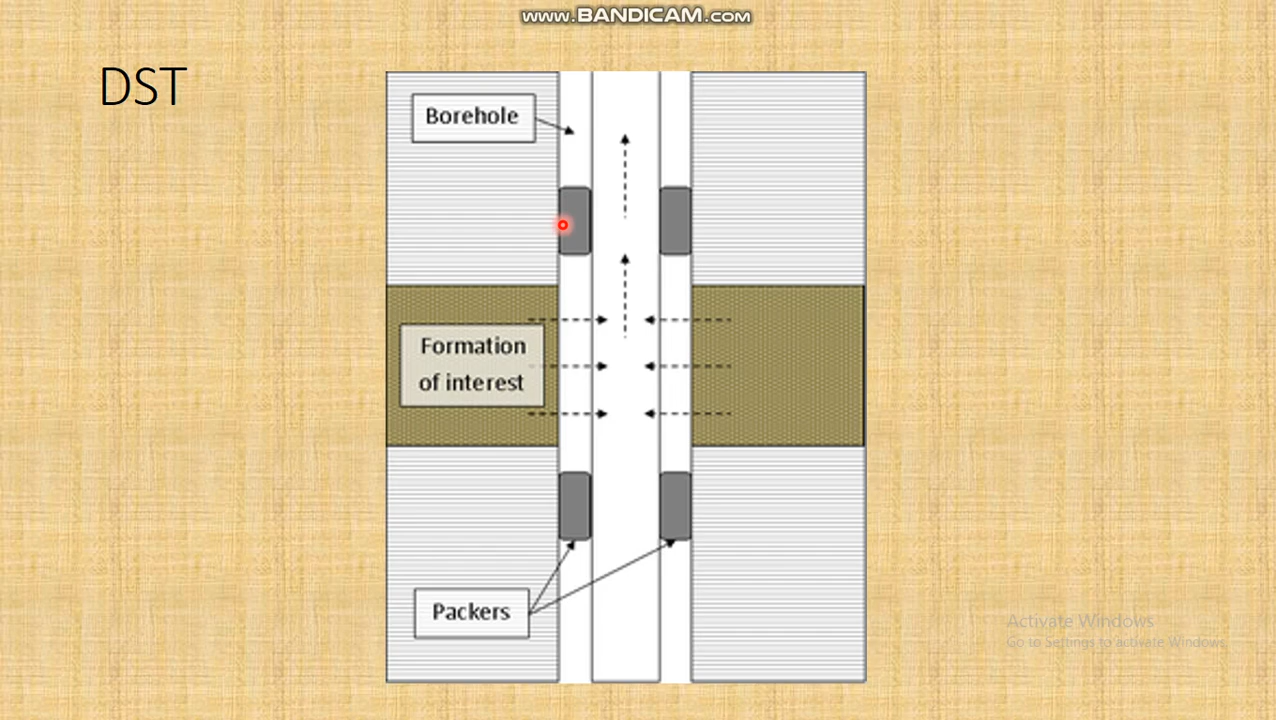 www.BANDICAM.com
DST
Borehole
Formation
of interest
Packers
Activate Windows
Go to Settings to activate Windows.